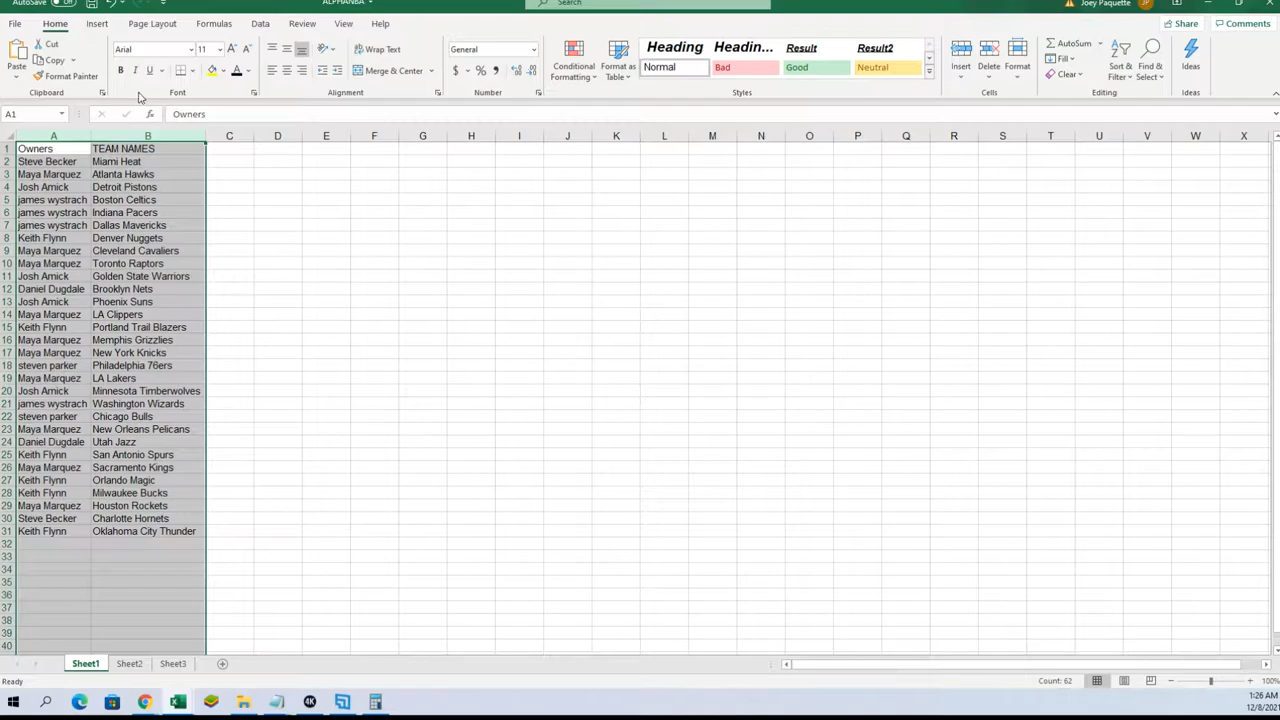 AutoSave Off ALPHANBA Search Joey Paquette JP
File Home Insert Page Layout Formulas Data Review View Help Share Comments
Paste Cut Copy Format Painter Clipboard
Arial 11 B I U Font
Wrap Text Merge & Center Alignment
General $ % Number
Conditional Formatting Format as Table
Heading Headin... Result Result2
Normal Bad Good Neutral
Styles
Insert Delete Format Cells
AutoSum Fill Clear Sort & Filter Find & Select Editing
Ideas Ideas
A1 fx Owners
A B C D E F G H I J K L M N O P Q R S T U V W X
1 Owners TEAM NAMES
2 Steve Becker Miami Heat
3 Maya Marquez Atlanta Hawks
4 Josh Amick Detroit Pistons
5 james wystrach Boston Celtics
6 james wystrach Indiana Pacers
7 james wystrach Dallas Mavericks
8 Keith Flynn Denver Nuggets
9 Maya Marquez Cleveland Cavaliers
10 Maya Marquez Toronto Raptors
11 Josh Amick Golden State Warriors
12 Daniel Dugdale Brooklyn Nets
13 Josh Amick Phoenix Suns
14 Maya Marquez LA Clippers
15 Keith Flynn Portland Trail Blazers
16 Maya Marquez Memphis Grizzlies
17 Maya Marquez New York Knicks
18 steven parker Philadelphia 76ers
19 Maya Marquez LA Lakers
20 Josh Amick Minnesota Timberwolves
21 james wystrach Washington Wizards
22 steven parker Chicago Bulls
23 Maya Marquez New Orleans Pelicans
24 Daniel Dugdale Utah Jazz
25 Keith Flynn San Antonio Spurs
26 Maya Marquez Sacramento Kings
27 Keith Flynn Orlando Magic
28 Keith Flynn Milwaukee Bucks
29 Maya Marquez Houston Rockets
30 Steve Becker Charlotte Hornets
31 Keith Flynn Oklahoma City Thunder
32
33
34
35
36
37
38
39
40
Sheet1 Sheet2 Sheet3
Ready Count: 62 100%
4K 1:26 AM
12/8/2021